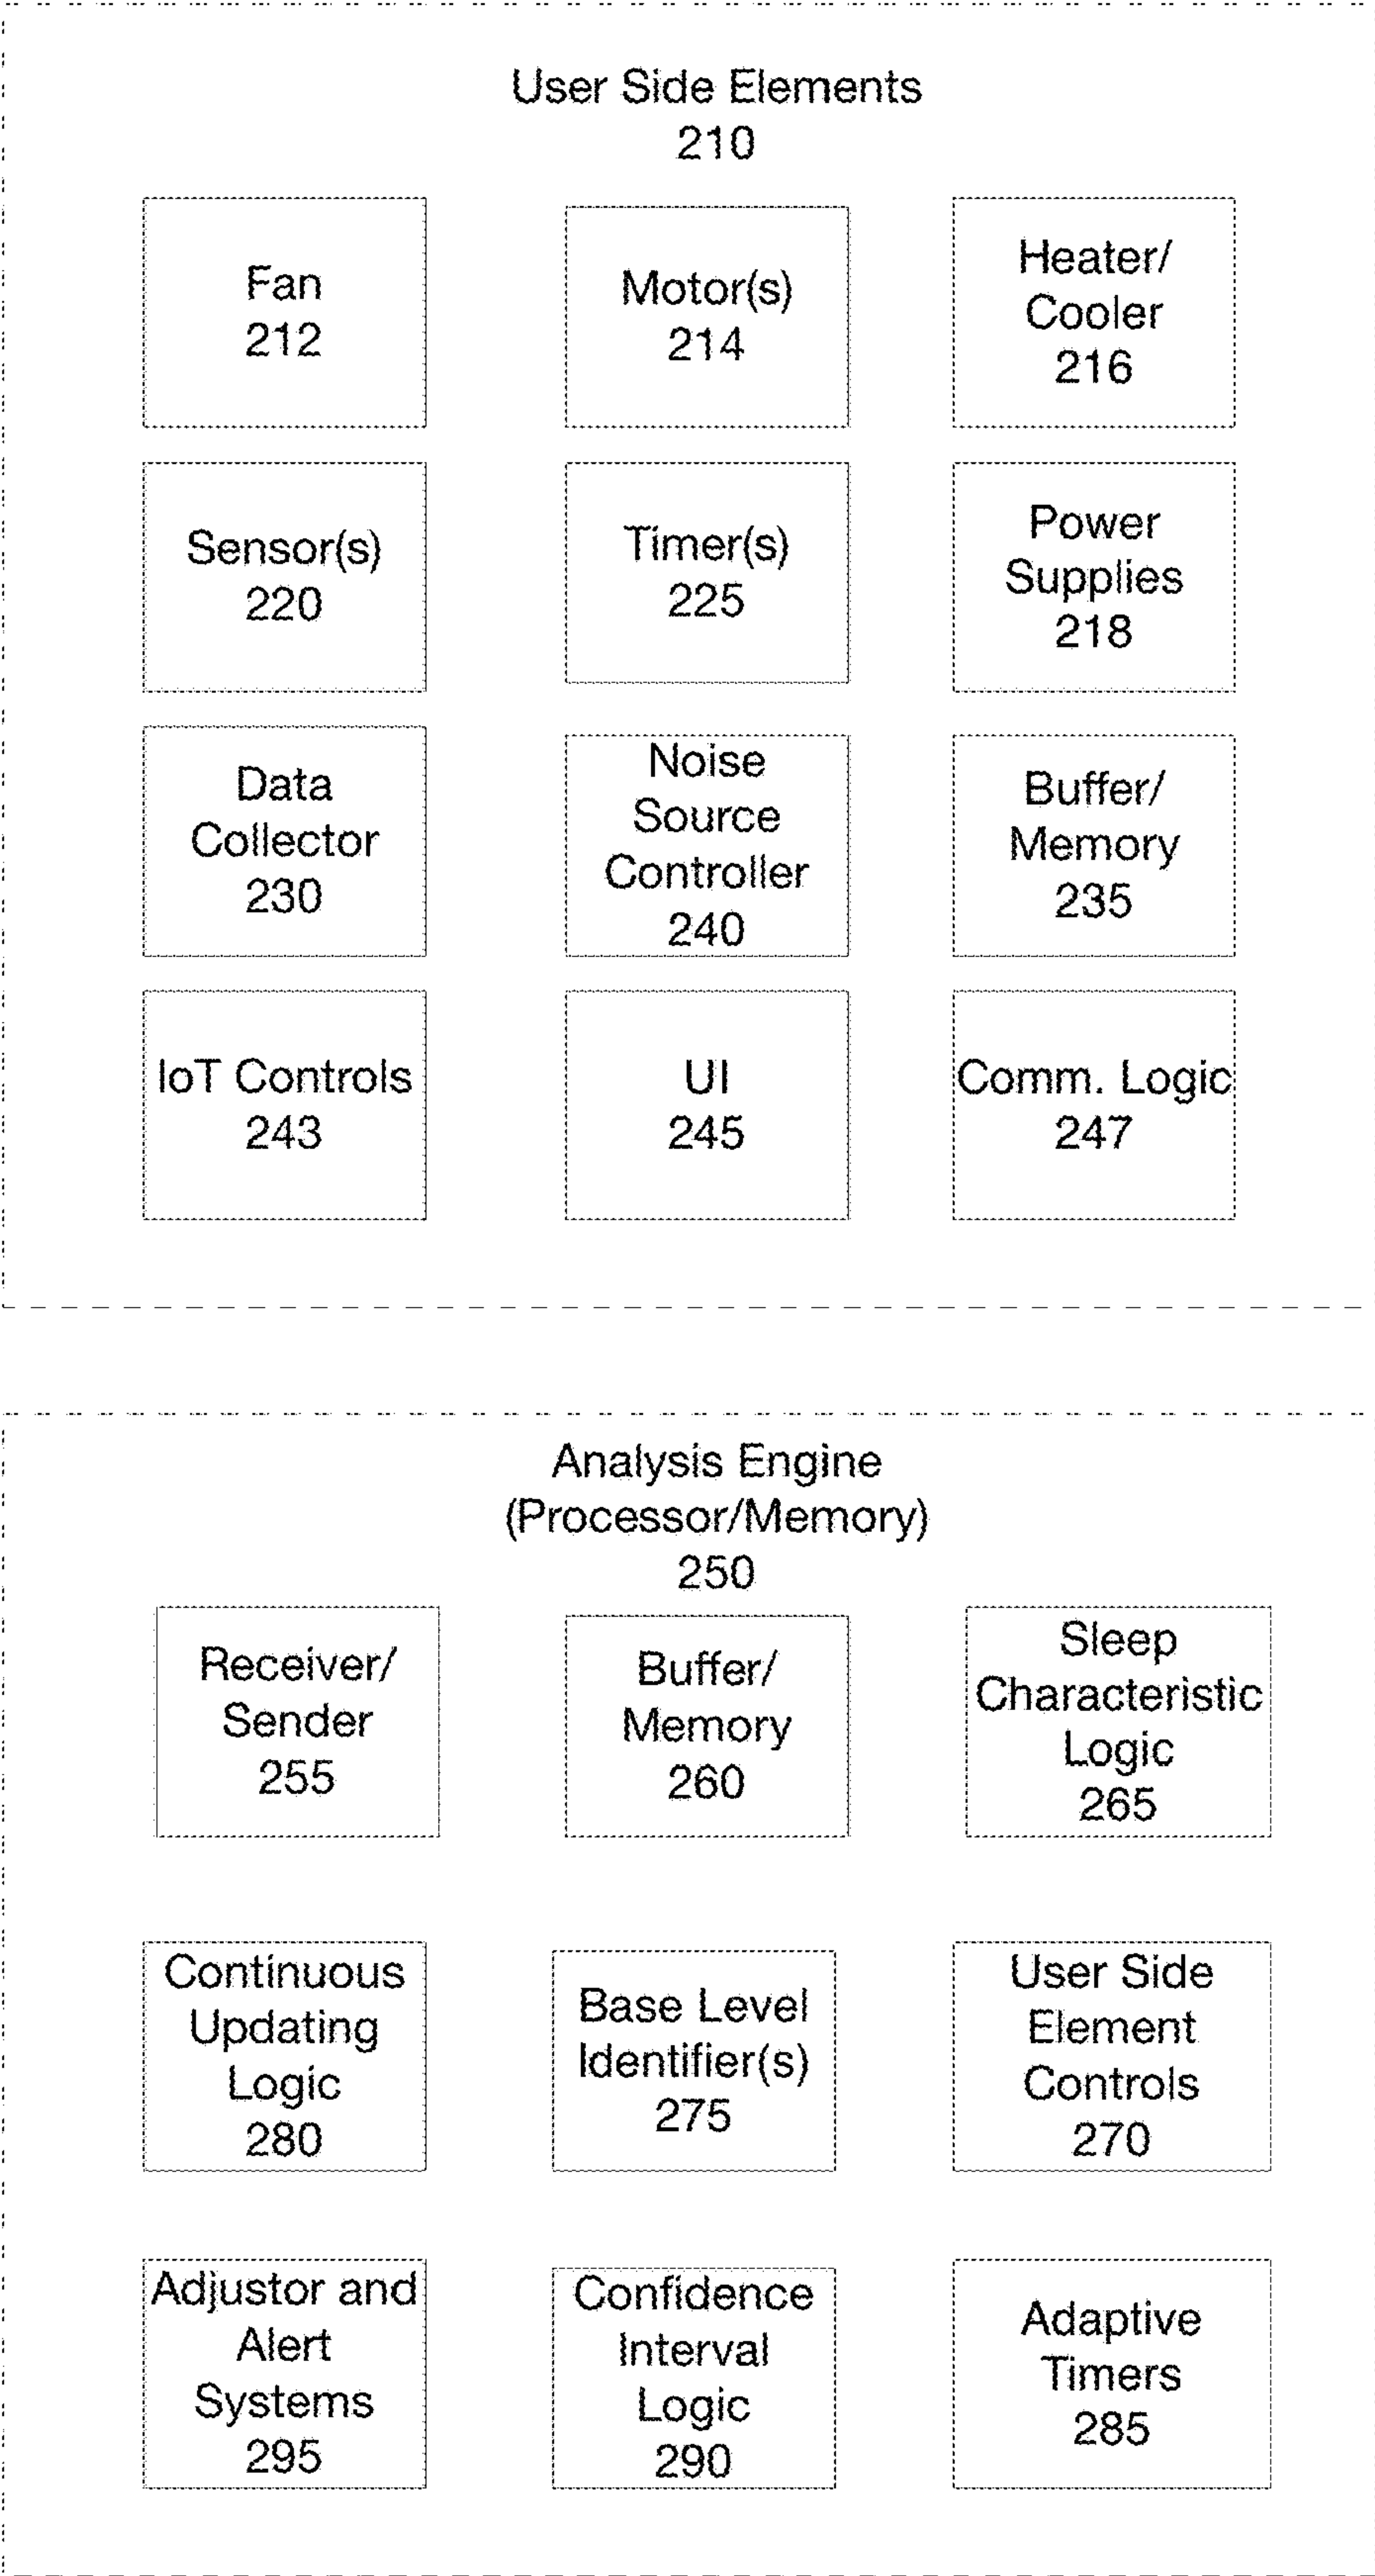 User Side Elements
210
Fan
212
Motor(s)
214
Heater/
Cooler
216
Sensor(s)
220
Timer(s)
225
Power
Supplies
218
Data
Collector
230
Noise
Source
Controller
240
Buffer/
Memory
235
IoT Controls
243
UI
245
Comm. Logic
247
Analysis Engine
(Processor/Memory)
250
Receiver/
Sender
255
Buffer/
Memory
260
Sleep
Characteristic
Logic
265
Continuous
Updating
Logic
280
Base Level
Identifier(s)
275
User Side
Element
Controls
270
Adjustor and
Alert
Systems
295
Confidence
Interval
Logic
290
Adaptive
Timers
285